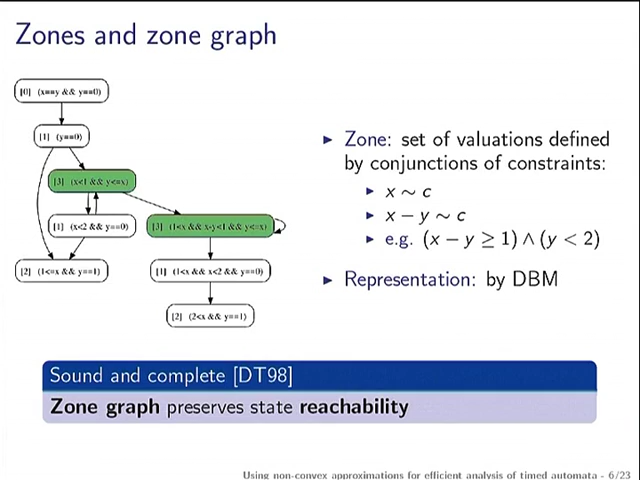 Zones and zone graph
[0] (x==y && y==0)
[1] (y==0)
[3] (x<1 && y<=x)
[1] (x<2 && y==0)
[3] (1<x && x-y<1 && y<=x)
[2] (1<=x && y==1)
[1] (1<x && x<2 && y==0)
[2] (2<x && y==1)
Zone: set of valuations defined
by conjunctions of constraints:
x ∼ c
x − y ∼ c
e.g. (x − y ≥ 1) ∧ (y < 2)
Representation: by DBM
Sound and complete [DT98]
Zone graph preserves state reachability
Using non-convex approximations for efficient analysis of timed automata - 6/23